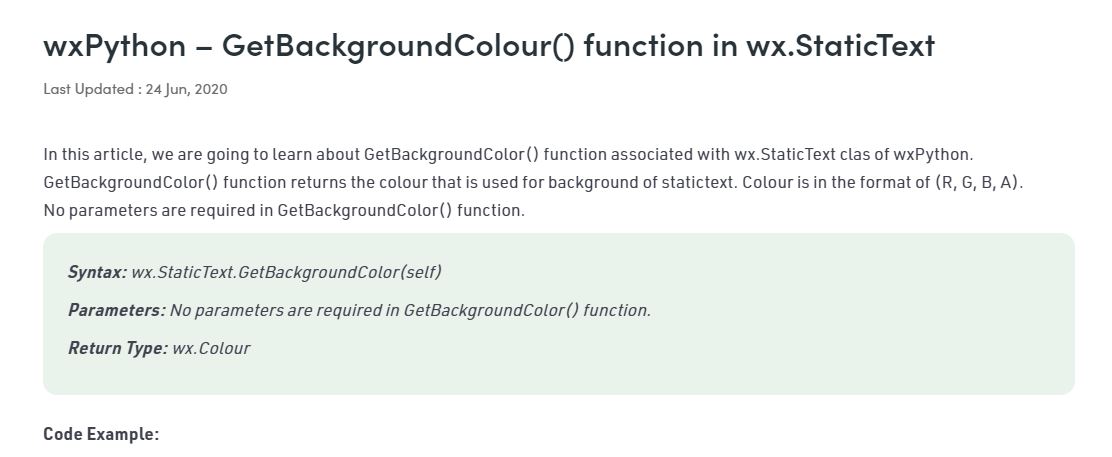 wxPython – GetBackgroundColour() function in wx.StaticText
Last Updated : 24 Jun, 2020
In this article, we are going to learn about GetBackgroundColor() function associated with wx.StaticText clas of wxPython.
GetBackgroundColor() function returns the colour that is used for background of statictext. Colour is in the format of (R, G, B, A).
No parameters are required in GetBackgroundColor() function.
Syntax: wx.StaticText.GetBackgroundColor(self)
Parameters: No parameters are required in GetBackgroundColor() function.
Return Type: wx.Colour
Code Example: